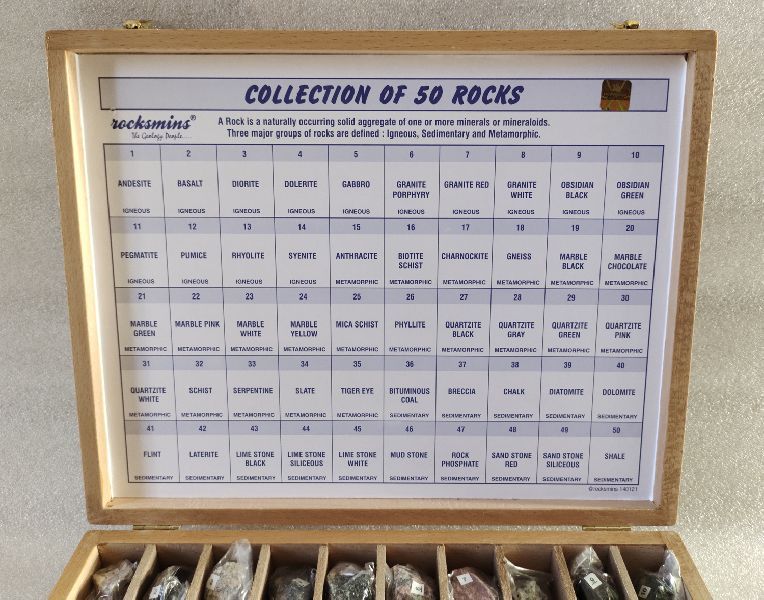 COLLECTION OF 50 ROCKS
rocksmins®
The Geology People....
A Rock is a naturally occurring solid aggregate of one or more minerals or mineraloids.
Three major groups of rocks are defined : Igneous, Sedimentary and Metamorphic.
1 2 3 4 5 6 7 8 9 10
ANDESITE BASALT DIORITE DOLERITE GABBRO GRANITE PORPHYRY GRANITE RED GRANITE WHITE OBSIDIAN BLACK OBSIDIAN GREEN
IGNEOUS IGNEOUS IGNEOUS IGNEOUS IGNEOUS IGNEOUS IGNEOUS IGNEOUS IGNEOUS IGNEOUS
11 12 13 14 15 16 17 18 19 20
PEGMATITE PUMICE RHYOLITE SYENITE ANTHRACITE BIOTITE SCHIST CHARNOCKITE GNEISS MARBLE BLACK MARBLE CHOCOLATE
IGNEOUS IGNEOUS IGNEOUS IGNEOUS METAMORPHIC METAMORPHIC METAMORPHIC METAMORPHIC METAMORPHIC METAMORPHIC
21 22 23 24 25 26 27 28 29 30
MARBLE GREEN MARBLE PINK MARBLE WHITE MARBLE YELLOW MICA SCHIST PHYLLITE QUARTZITE BLACK QUARTZITE GRAY QUARTZITE GREEN QUARTZITE PINK
METAMORPHIC METAMORPHIC METAMORPHIC METAMORPHIC METAMORPHIC METAMORPHIC METAMORPHIC METAMORPHIC METAMORPHIC METAMORPHIC
31 32 33 34 35 36 37 38 39 40
QUARTZITE WHITE SCHIST SERPENTINE SLATE TIGER EYE BITUMINOUS COAL BRECCIA CHALK DIATOMITE DOLOMITE
METAMORPHIC METAMORPHIC METAMORPHIC METAMORPHIC METAMORPHIC SEDIMENTARY SEDIMENTARY SEDIMENTARY SEDIMENTARY SEDIMENTARY
41 42 43 44 45 46 47 48 49 50
FLINT LATERITE LIME STONE BLACK LIME STONE SILICEOUS LIME STONE WHITE MUD STONE ROCK PHOSPHATE SAND STONE RED SAND STONE SILICEOUS SHALE
SEDIMENTARY SEDIMENTARY SEDIMENTARY SEDIMENTARY SEDIMENTARY SEDIMENTARY SEDIMENTARY SEDIMENTARY SEDIMENTARY SEDIMENTARY
©rocksmins 140121